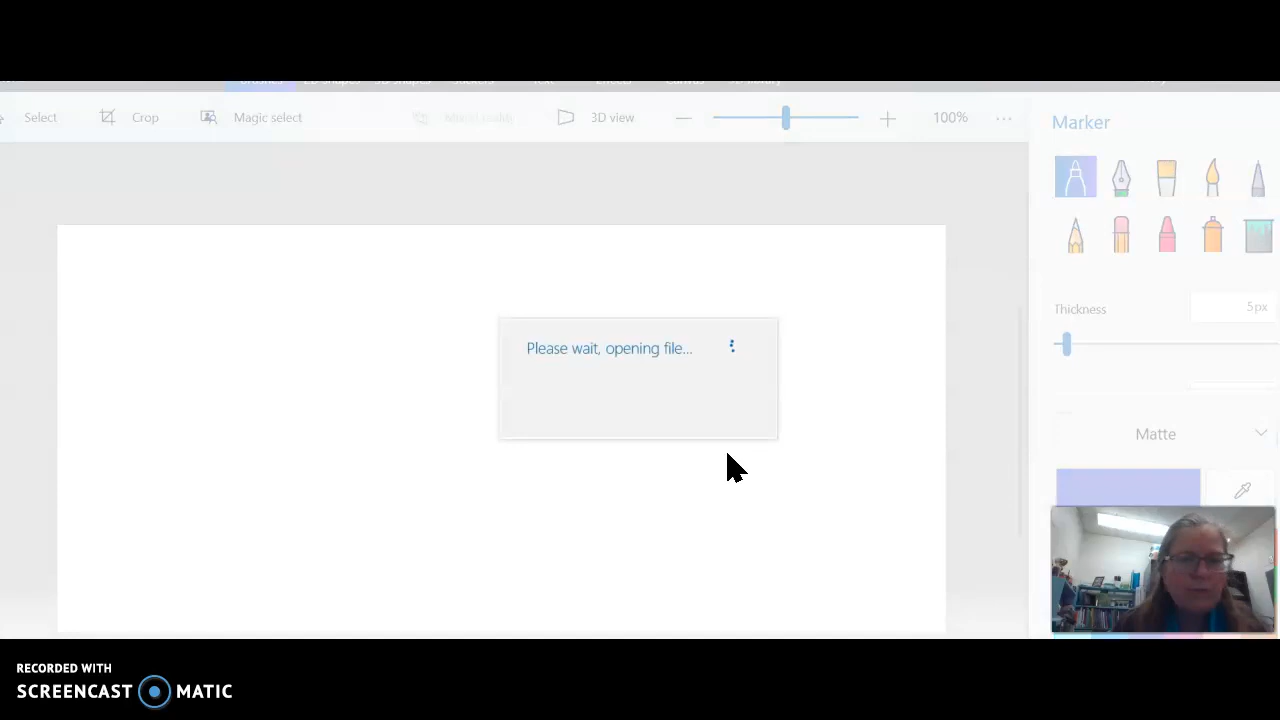 Select
Crop
Magic select
3D view
100%
Marker
Thickness
5px
Please wait, opening file...
Matte
RECORDED WITH
SCREENCAST MATIC